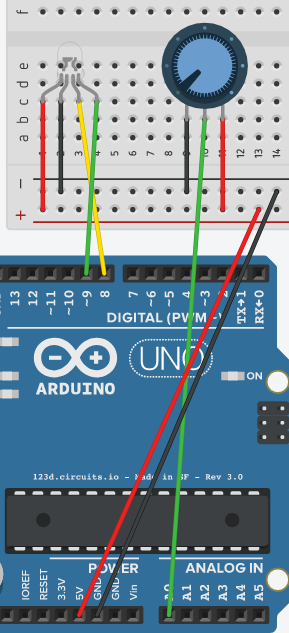 f
e
d
c
b
a
1 2 3 4 5 6 7 8 9 10 11 12 13 14
−
+
13 12 ~11 ~10 ~9 8 7 ~6 ~5 4 ~3 TX→1 RX←0
DIGITAL (PWM ~)
UNO
ARDUINO
ON
123d.circuits.io - Made in SF - Rev 3.0
POWER ANALOG IN
IOREF RESET 3.3V 5V GND GND Vin A0 A1 A2 A3 A4 A5